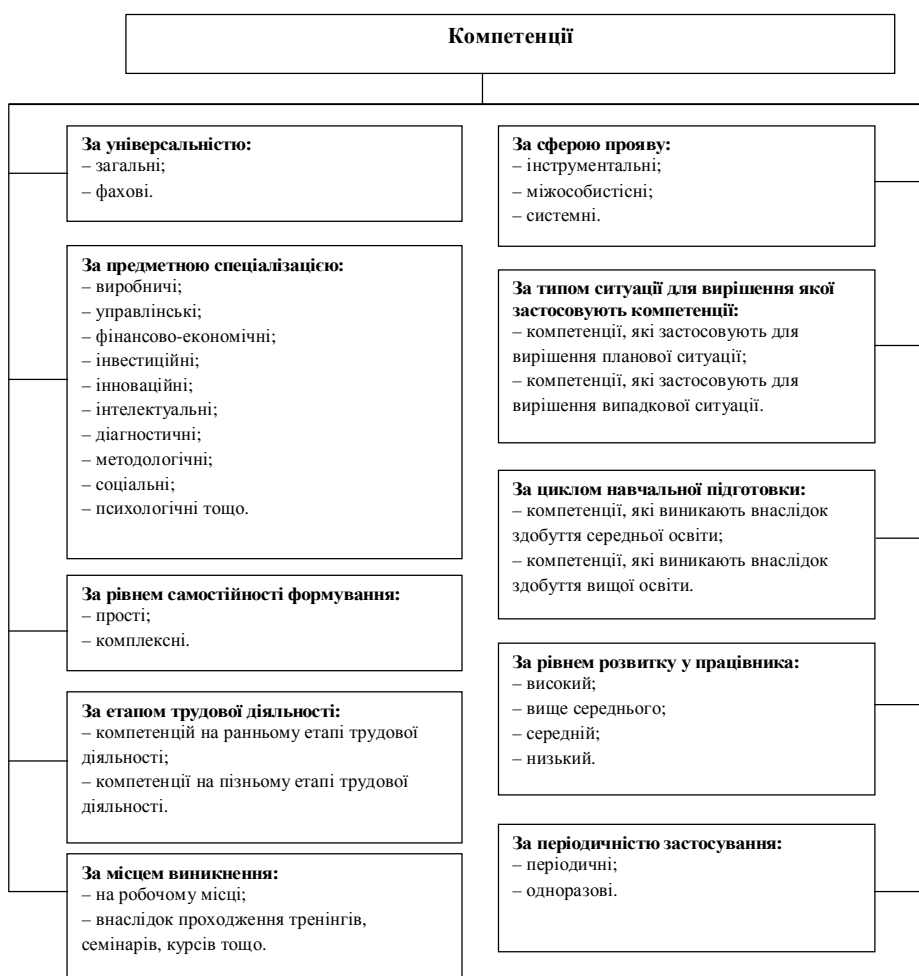 Компетенції
За універсальністю:
– загальні;
– фахові.
За предметною спеціалізацією:
– виробничі;
– управлінські;
– фінансово-економічні;
– інвестиційні;
– інноваційні;
– інтелектуальні;
– діагностичні;
– методологічні;
– соціальні;
– психологічні тощо.
За рівнем самостійності формування:
– прості;
– комплексні.
За етапом трудової діяльності:
– компетенцій на ранньому етапі трудової
діяльності;
– компетенції на пізньому етапі трудової
діяльності.
За місцем виникнення:
– на робочому місці;
– внаслідок проходження тренінгів,
семінарів, курсів тощо.
За сферою прояву:
– інструментальні;
– міжособистісні;
– системні.
За типом ситуації для вирішення якої
застосовують компетенції:
– компетенції, які застосовують для
вирішення планової ситуації;
– компетенції, які застосовують для
вирішення випадкової ситуації.
За циклом навчальної підготовки:
– компетенції, які виникають внаслідок
здобуття середньої освіти;
– компетенції, які виникають внаслідок
здобуття вищої освіти.
За рівнем розвитку у працівника:
– високий;
– вище середнього;
– середній;
– низький.
За періодичністю застосування:
– періодичні;
– одноразові.